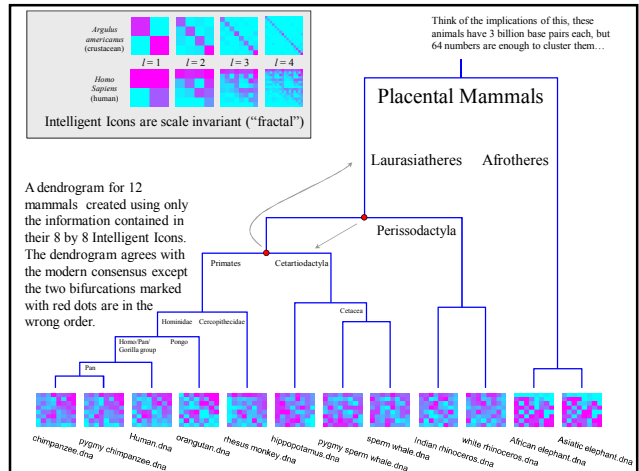 Argulus
americanus
(crustacean)
l = 1
l = 2
l = 3
l = 4
Homo
Sapiens
(human)
Intelligent Icons are scale invariant (“fractal”)
Think of the implications of this, these
animals have 3 billion base pairs each, but
64 numbers are enough to cluster them…
Placental Mammals
Laurasiatheres
Afrotheres
A dendrogram for 12
mammals created using only
the information contained in
their 8 by 8 Intelligent Icons.
The dendrogram agrees with
the modern consensus except
the two bifurcations marked
with red dots are in the
wrong order.
Perissodactyla
Primates
Cetartiodactyla
Cetacea
Hominidae
Cercopithecidae
Homo/Pan/
Gorilla group
Pongo
Pan
chimpanzee.dna
pygmy chimpanzee.dna
Human.dna
orangutan.dna
rhesus monkey.dna
hippopotamus.dna
pygmy sperm whale.dna
sperm whale.dna
Indian rhinoceros.dna
white rhinoceros.dna
African elephant.dna
Asiatic elephant.dna